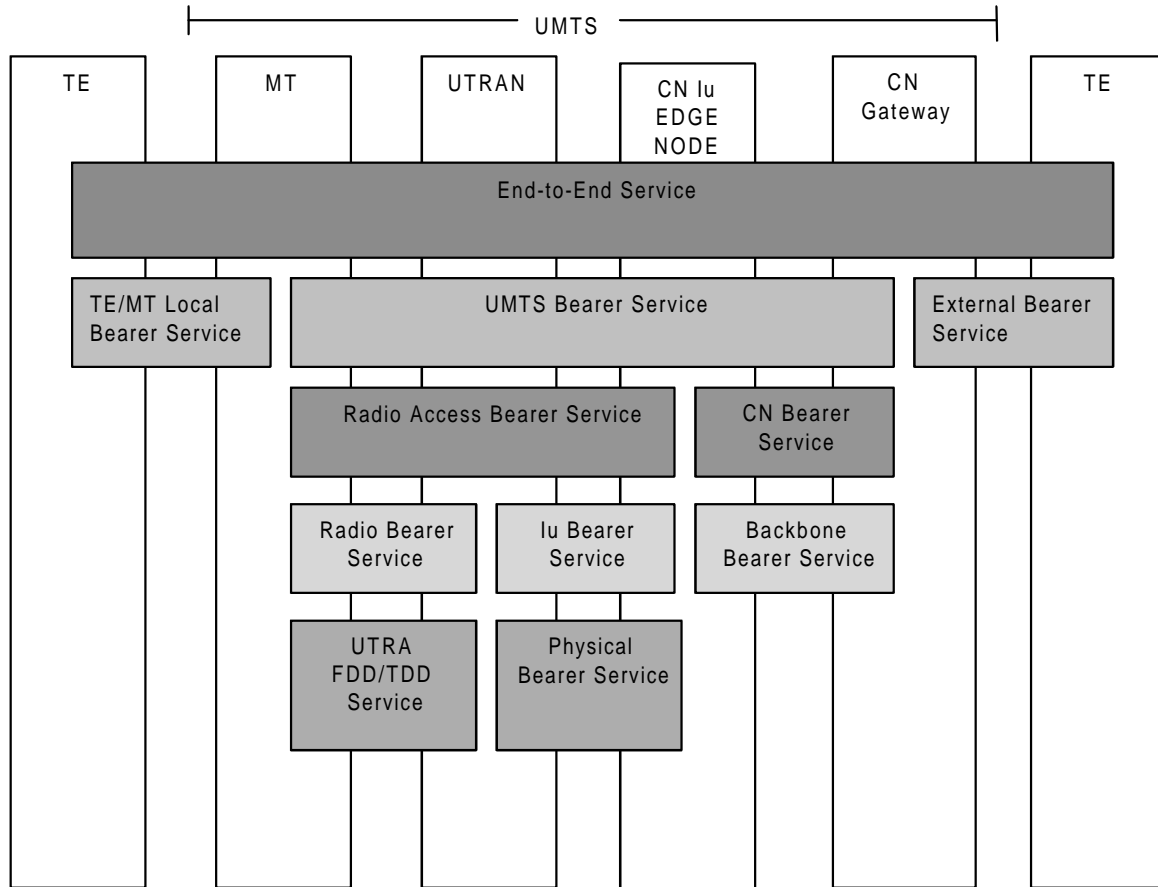 UMTS
TE
MT
UTRAN
CN Iu
EDGE
NODE
CN
Gateway
TE
End-to-End Service
TE/MT Local
Bearer Service
UMTS Bearer Service
External Bearer
Service
Radio Access Bearer Service
CN Bearer
Service
Radio Bearer
Service
Iu Bearer
Service
Backbone
Bearer Service
UTRA
FDD/TDD
Service
Physical
Bearer Service